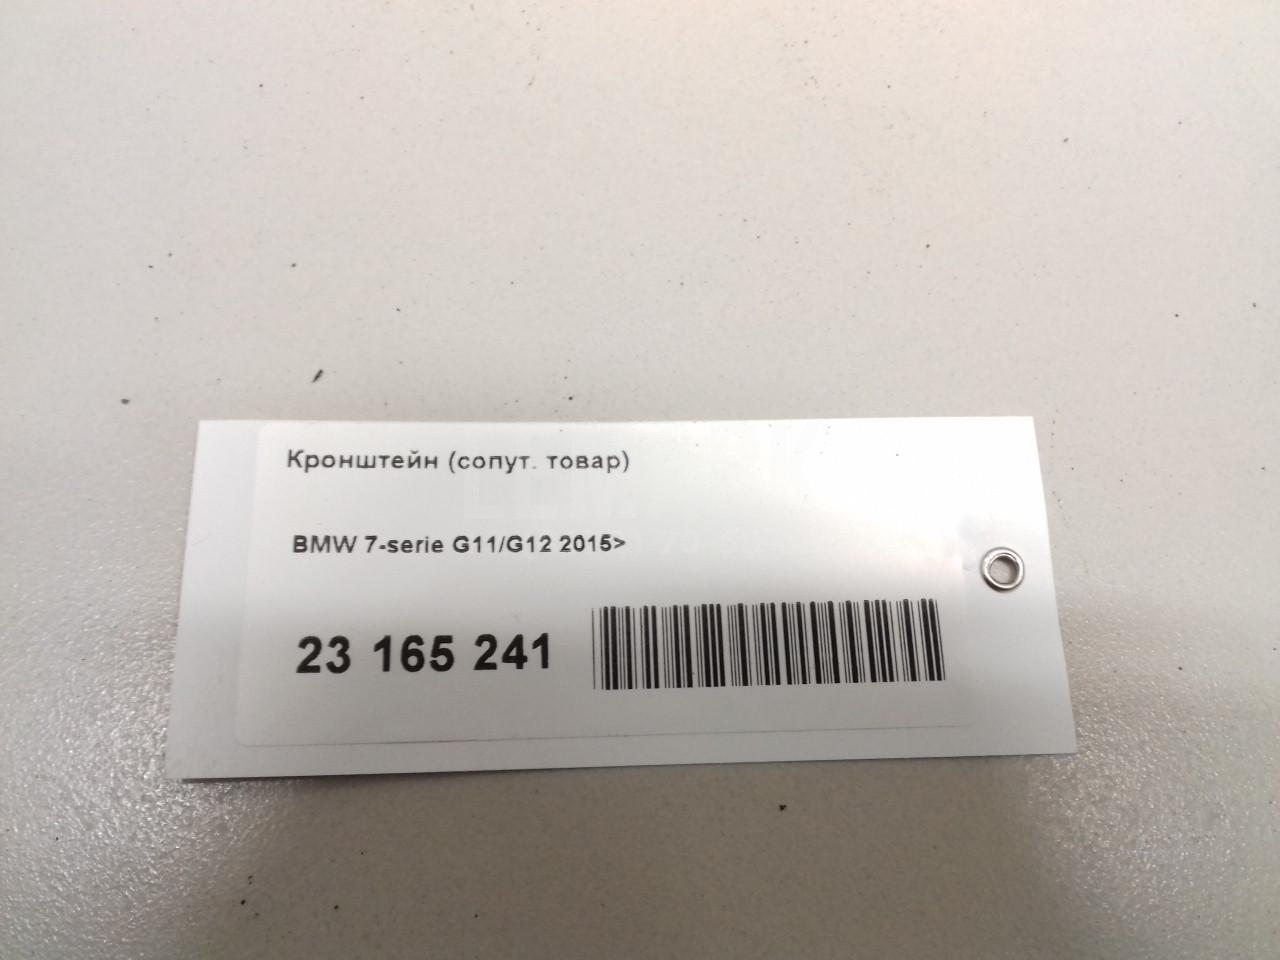 Кронштейн (сопут. товар)
BMW 7-serie G11/G12 2015>
23 165 241